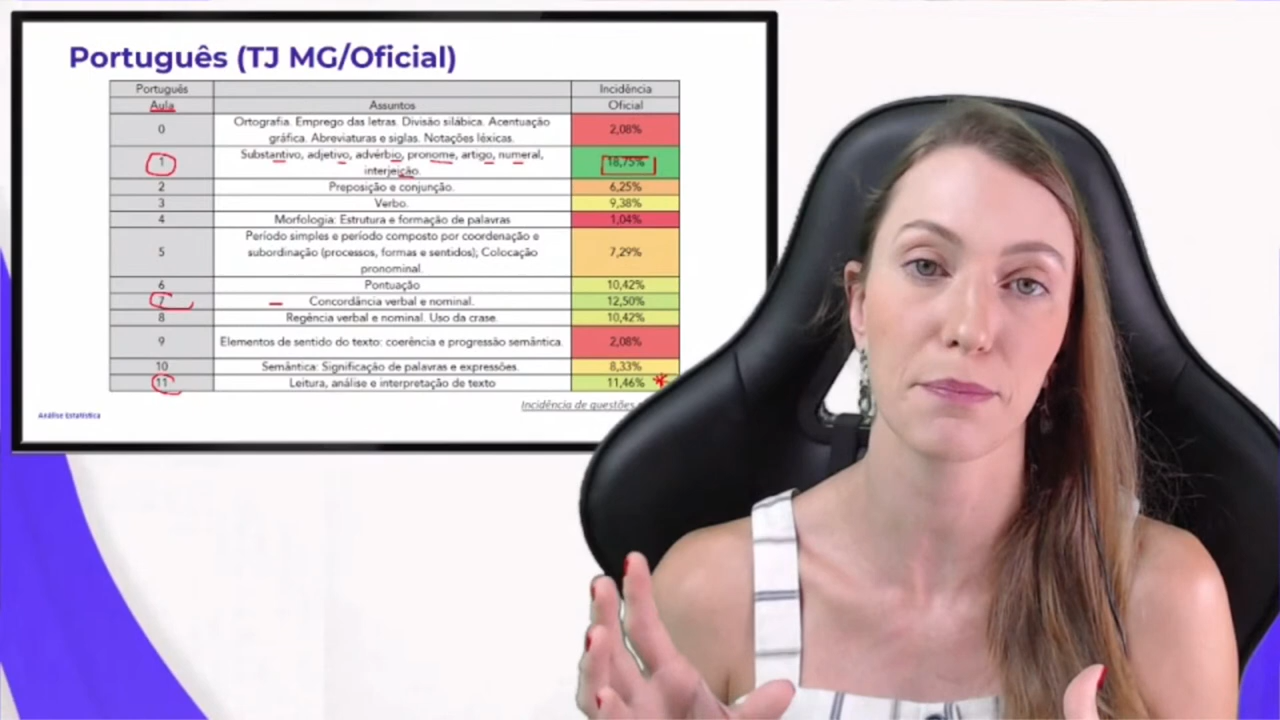 Português (TJ MG/Oficial)
Português Incidência
Aula Assuntos Oficial
0 Ortografia. Emprego das letras. Divisão silábica. Acentuação gráfica. Abreviaturas e siglas. Notações léxicas. 2,08%
1 Substantivo, adjetivo, advérbio, pronome, artigo, numeral, interjeição. 18,75%
2 Preposição e conjunção. 6,25%
3 Verbo. 9,38%
4 Morfologia: Estrutura e formação de palavras 1,04%
5 Período simples e período composto por coordenação e subordinação (processos, formas e sentidos); Colocação pronominal. 7,29%
6 Pontuação 10,42%
7 Concordância verbal e nominal. 12,50%
8 Regência verbal e nominal. Uso da crase. 10,42%
9 Elementos de sentido do texto: coerência e progressão semântica. 2,08%
10 Semântica: Significação de palavras e expressões. 8,33%
11 Leitura, análise e interpretação de texto 11,46%
Incidência de questões
Análise Estatística